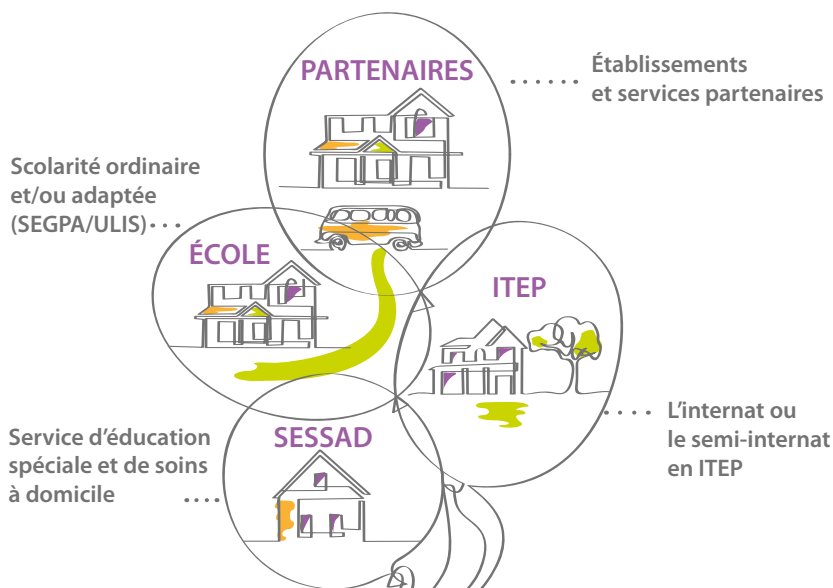 PARTENAIRES
Établissements
et services partenaires
Scolarité ordinaire
et/ou adaptée
(SEGPA/ULIS)
ÉCOLE
ITEP
L'internat ou
le semi-internat
en ITEP
SESSAD
Service d'éducation
spéciale et de soins
à domicile